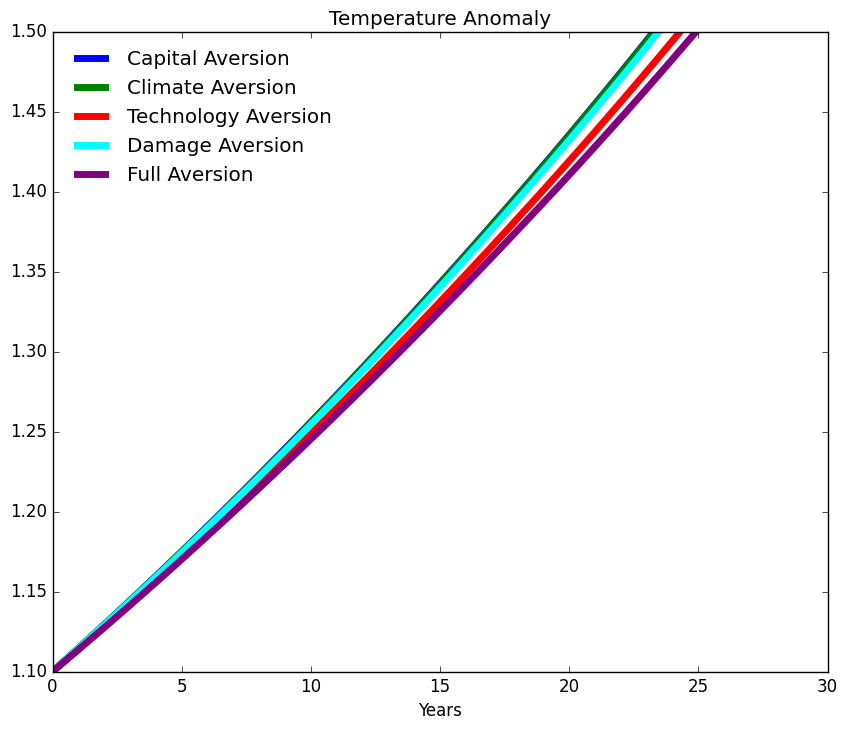 Temperature Anomaly
1.50
1.45
1.40
1.35
1.30
1.25
1.20
1.15
1.10
Capital Aversion
Climate Aversion
Technology Aversion
Damage Aversion
Full Aversion
0 5 10 15 20 25 30
Years